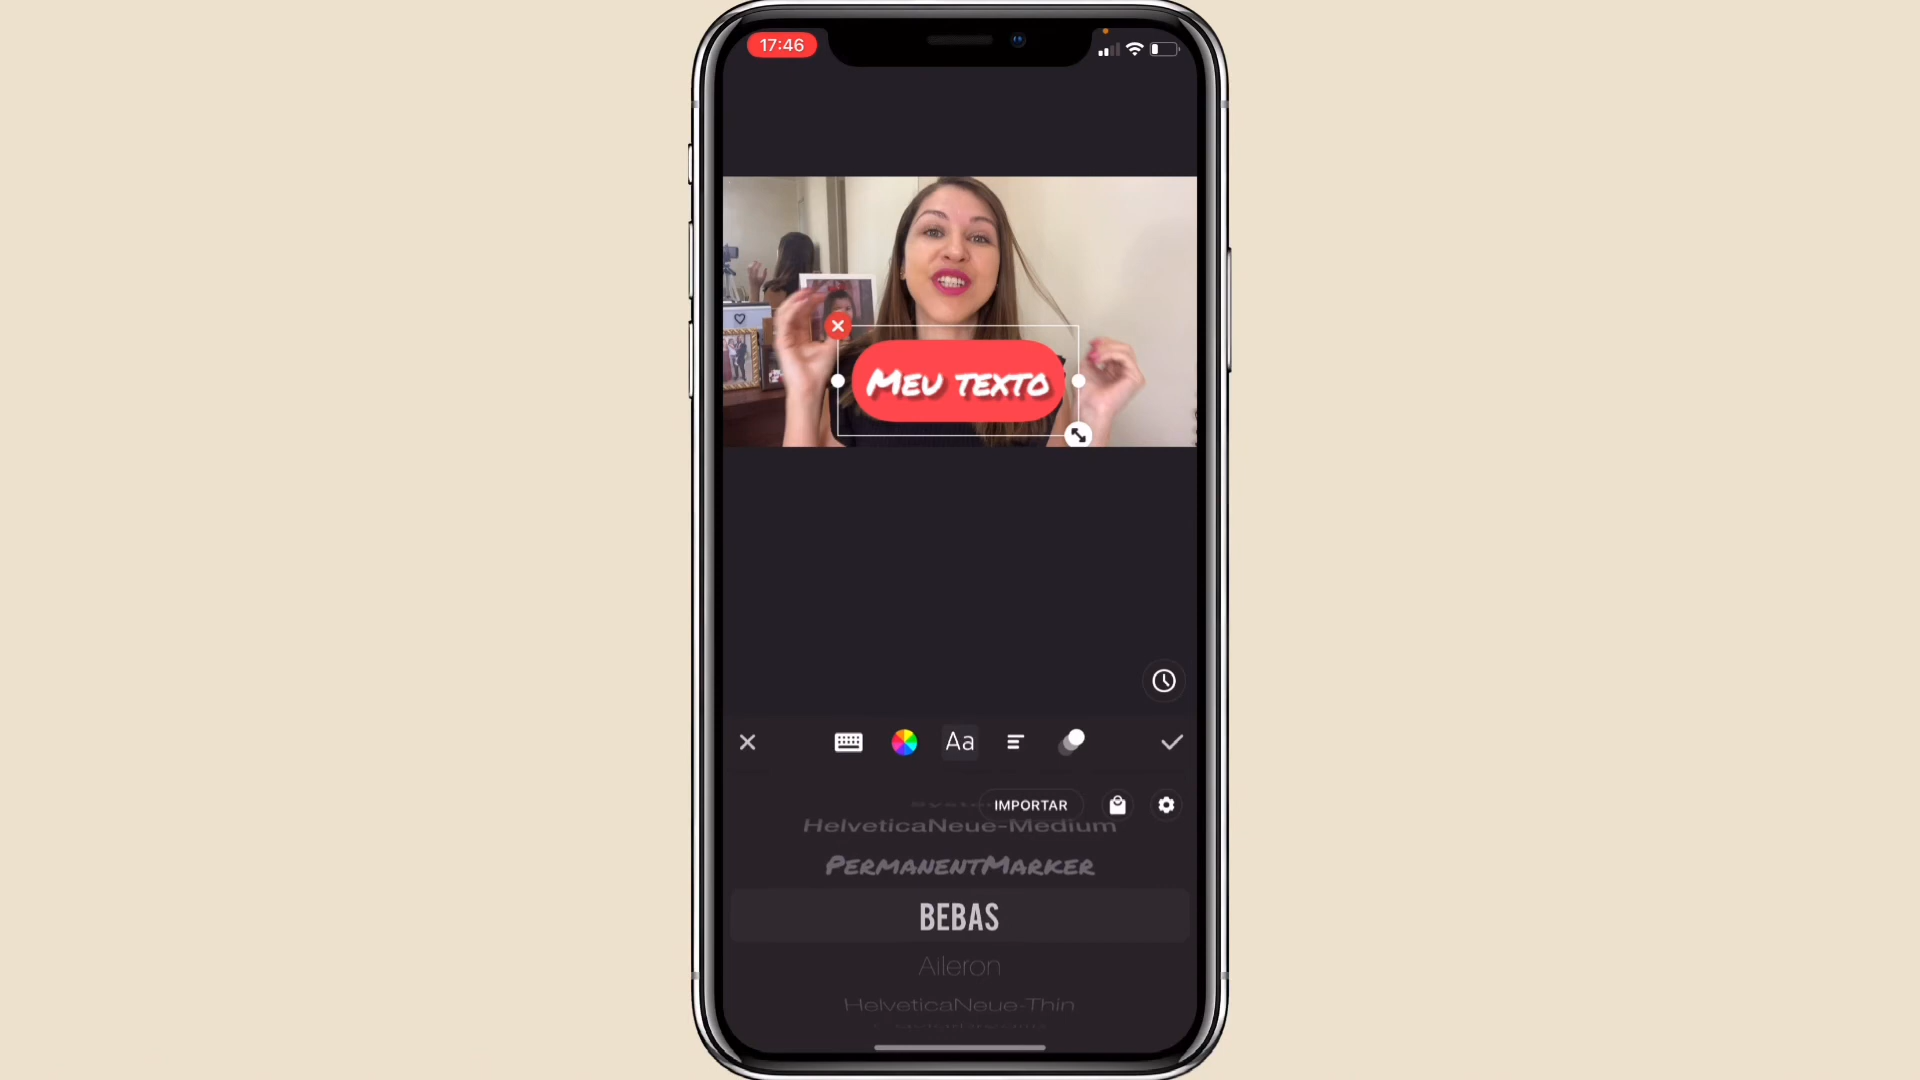 17:46
MEU TEXTO
Aa
IMPORTAR
HelveticaNeue-Medium
PERMANENTMARKER
BEBAS
Aileron
HelveticaNeue-Thin